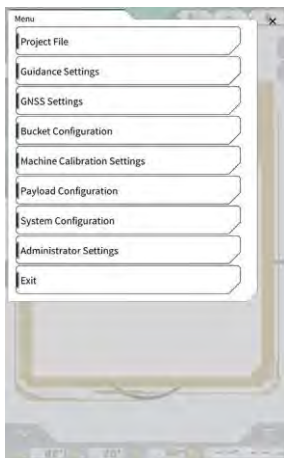 Menu
Project File
Guidance Settings
GNSS Settings
Bucket Configuration
Machine Calibration Settings
Payload Configuration
System Configuration
Administrator Settings
Exit